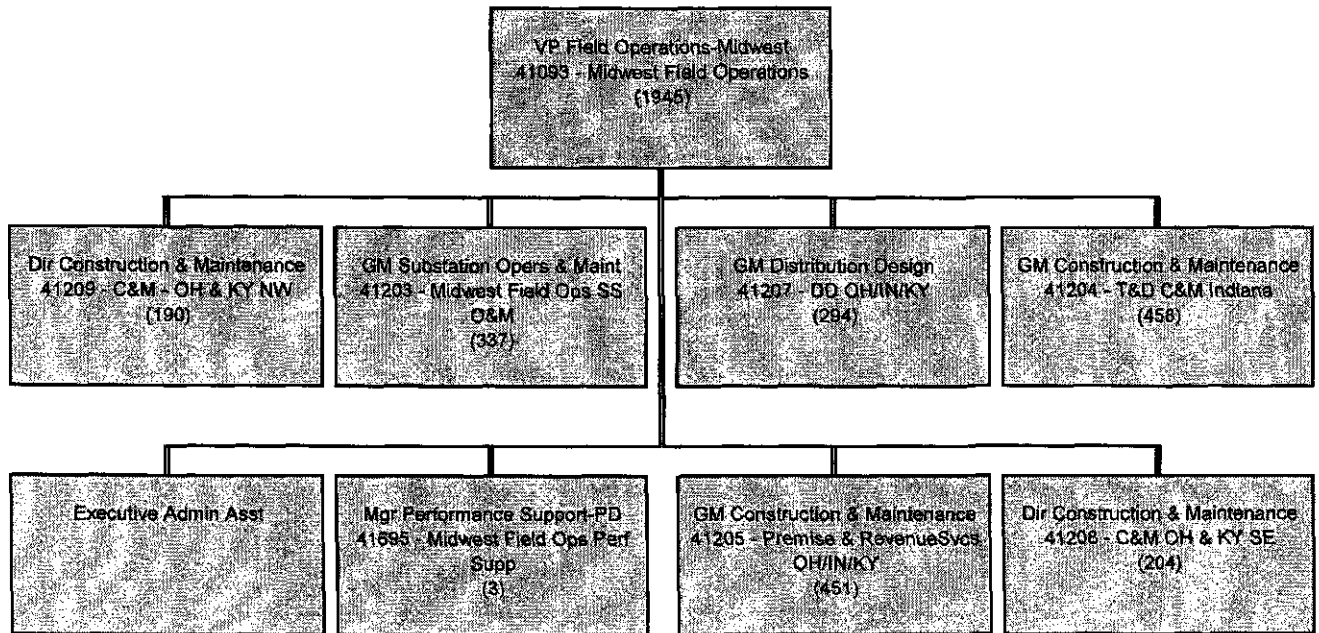 VP Field Operations-Midwest
41093 - Midwest Field Operations
(1945)
Dir Construction & Maintenance
41209 - C&M - OH & KY NW
(190)
GM Substation Opers & Maint
41203 - Midwest Field Ops SS
O&M
(337)
GM Distribution Design
41207 - DD OH/IN/KY
(294)
GM Construction & Maintenance
41204 - T&D C&M Indiana
(458)
Executive Admin Asst
Mgr Performance Support-PD
41695 - Midwest Field Ops Perf
Supp
(3)
GM Construction & Maintenance
41205 - Premise & RevenueSvcs
OH/IN/KY
(451)
Dir Construction & Maintenance
41208 - C&M OH & KY SE
(204)